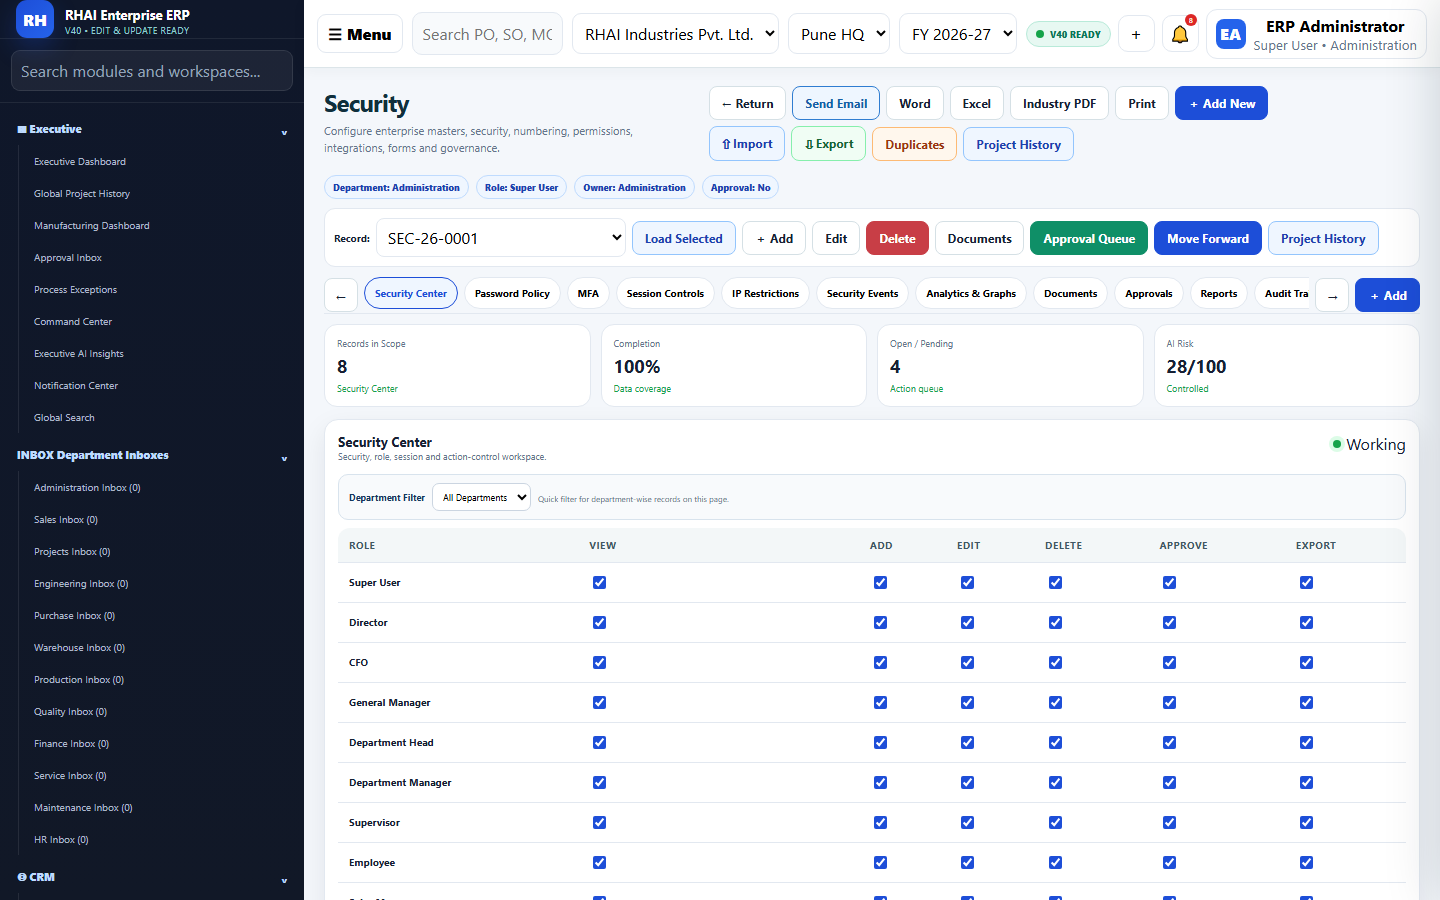 RH
RHAI Enterprise ERP
V40 • EDIT & UPDATE READY
Search modules and workspaces...
Executive
Executive Dashboard
Global Project History
Manufacturing Dashboard
Approval Inbox
Process Exceptions
Command Center
Executive AI Insights
Notification Center
Global Search
INBOX Department Inboxes
Administration Inbox (0)
Sales Inbox (0)
Projects Inbox (0)
Engineering Inbox (0)
Purchase Inbox (0)
Warehouse Inbox (0)
Production Inbox (0)
Quality Inbox (0)
Finance Inbox (0)
Service Inbox (0)
Maintenance Inbox (0)
HR Inbox (0)
CRM
☰ Menu
Search PO, SO, MO
RHAI Industries Pvt. Ltd.
Pune HQ
FY 2026-27
V40 READY
+
8
EA
ERP Administrator
Super User • Administration
Security
Configure enterprise masters, security, numbering, permissions,
integrations, forms and governance.
← Return
Send Email
Word
Excel
Industry PDF
Print
+ Add New
⇧ Import
⇩ Export
Duplicates
Project History
Department: Administration
Role: Super User
Owner: Administration
Approval: No
Record:
SEC-26-0001
Load Selected
+ Add
Edit
Delete
Documents
Approval Queue
Move Forward
Project History
←
Security Center
Password Policy
MFA
Session Controls
IP Restrictions
Security Events
Analytics & Graphs
Documents
Approvals
Reports
Audit Tra
→
+ Add
Records in Scope
8
Security Center
Completion
100%
Data coverage
Open / Pending
4
Action queue
AI Risk
28/100
Controlled
Security Center
Security, role, session and action-control workspace.
Working
Department Filter
All Departments
Quick filter for department-wise records on this page.
ROLE VIEW ADD EDIT DELETE APPROVE EXPORT
Super User
Director
CFO
General Manager
Department Head
Department Manager
Supervisor
Employee